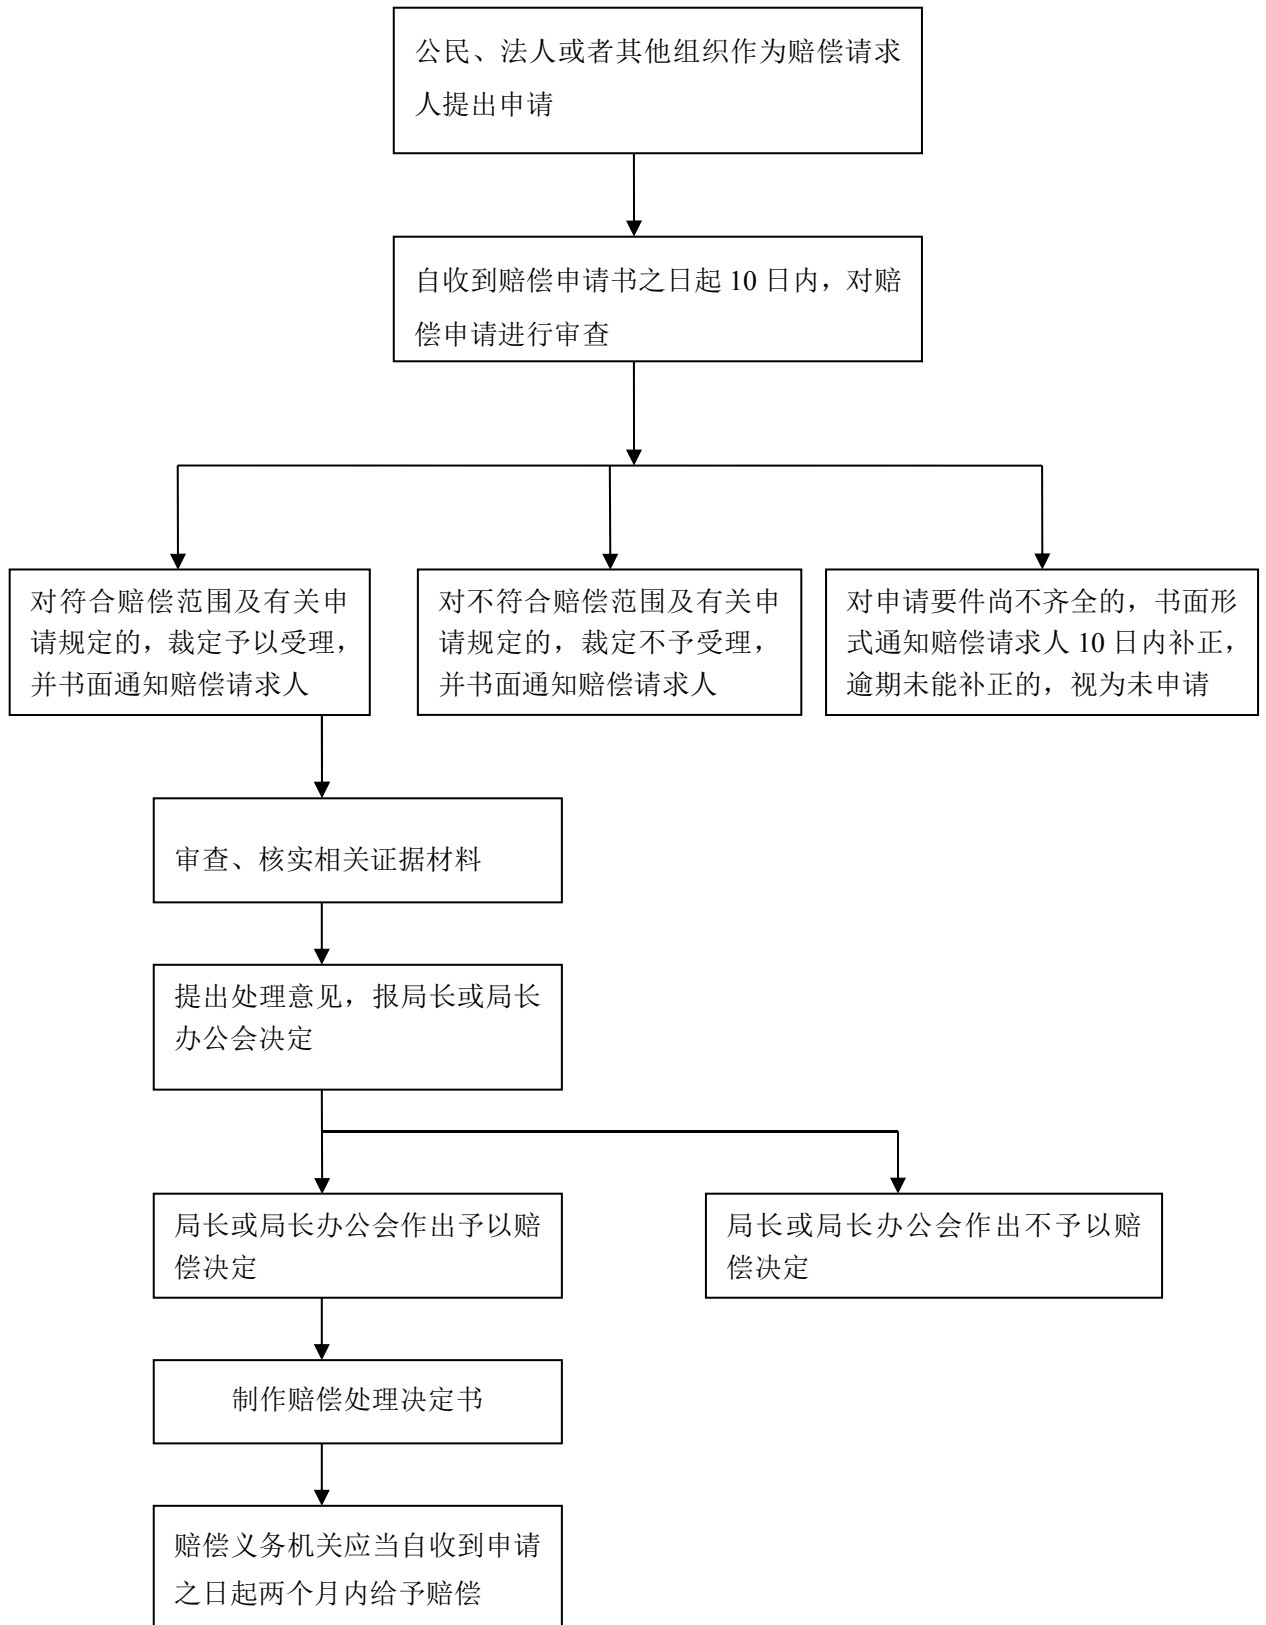 公民、法人或者其他组织作为赔偿请求
人提出申请
自收到赔偿申请书之日起 10 日内，对赔
偿申请进行审查
对符合赔偿范围及有关申
请规定的，裁定予以受理，
并书面通知赔偿请求人
对不符合赔偿范围及有关申
请规定的，裁定不予受理，
并书面通知赔偿请求人
对申请要件尚不齐全的，书面形
式通知赔偿请求人 10 日内补正，
逾期未能补正的，视为未申请
审查、核实相关证据材料
提出处理意见，报局长或局长
办公会决定
局长或局长办公会作出予以赔
偿决定
局长或局长办公会作出不予以赔
偿决定
制作赔偿处理决定书
赔偿义务机关应当自收到申请
之日起两个月内给予赔偿